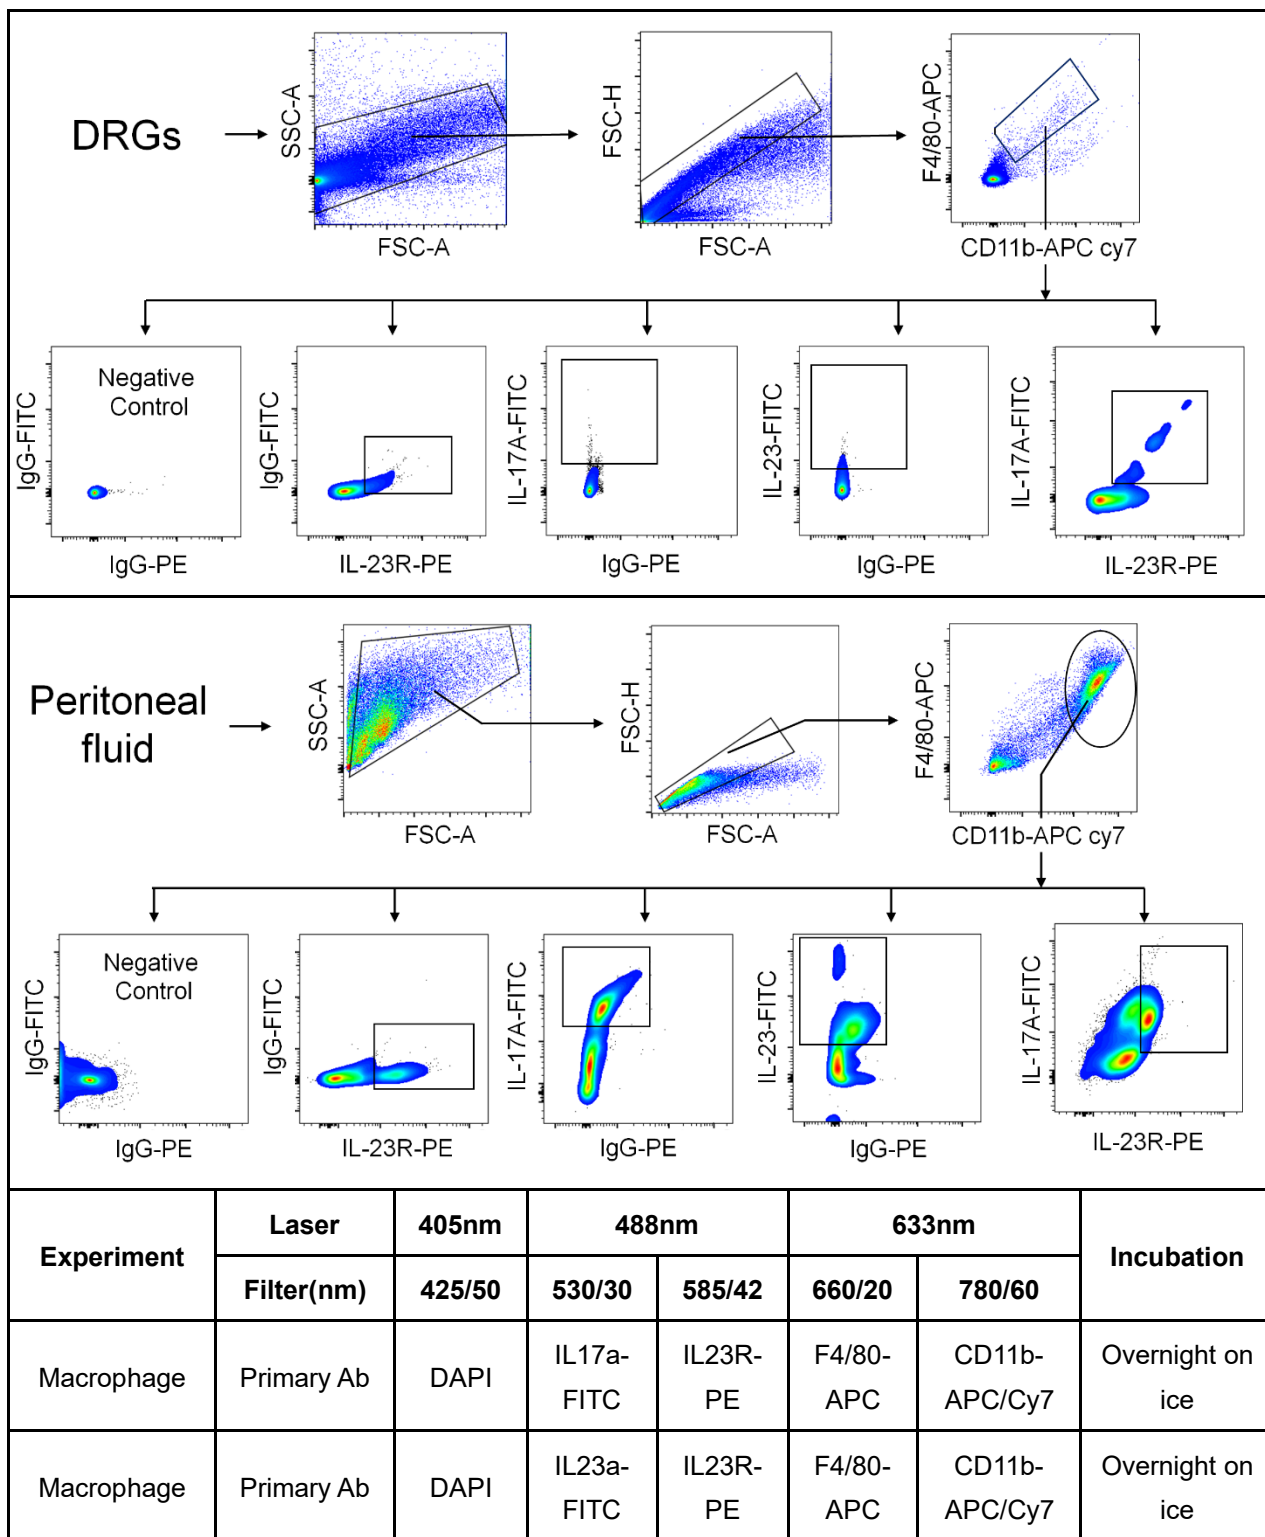 DRGs
SSC-A
FSC-A
FSC-H
FSC-A
F4/80-APC
CD11b-APC cy7
IgG-FITC
Negative
Control
IgG-PE
IgG-FITC
IL-23R-PE
IL-17A-FITC
IgG-PE
IL-23-FITC
IgG-PE
IL-17A-FITC
IL-23R-PE
Peritoneal
fluid
SSC-A
FSC-A
FSC-H
FSC-A
F4/80-APC
CD11b-APC cy7
IgG-FITC
Negative
Control
IgG-PE
IgG-FITC
IL-23R-PE
IL-17A-FITC
IgG-PE
IL-23-FITC
IgG-PE
IL-17A-FITC
IL-23R-PE
Experiment Laser 405nm 488nm 633nm Incubation
Filter(nm) 425/50 530/30 585/42 660/20 780/60
Macrophage Primary Ab DAPI IL17a-FITC IL23R-PE F4/80-APC CD11b-APC/Cy7 Overnight on ice
Macrophage Primary Ab DAPI IL23a-FITC IL23R-PE F4/80-APC CD11b-APC/Cy7 Overnight on ice